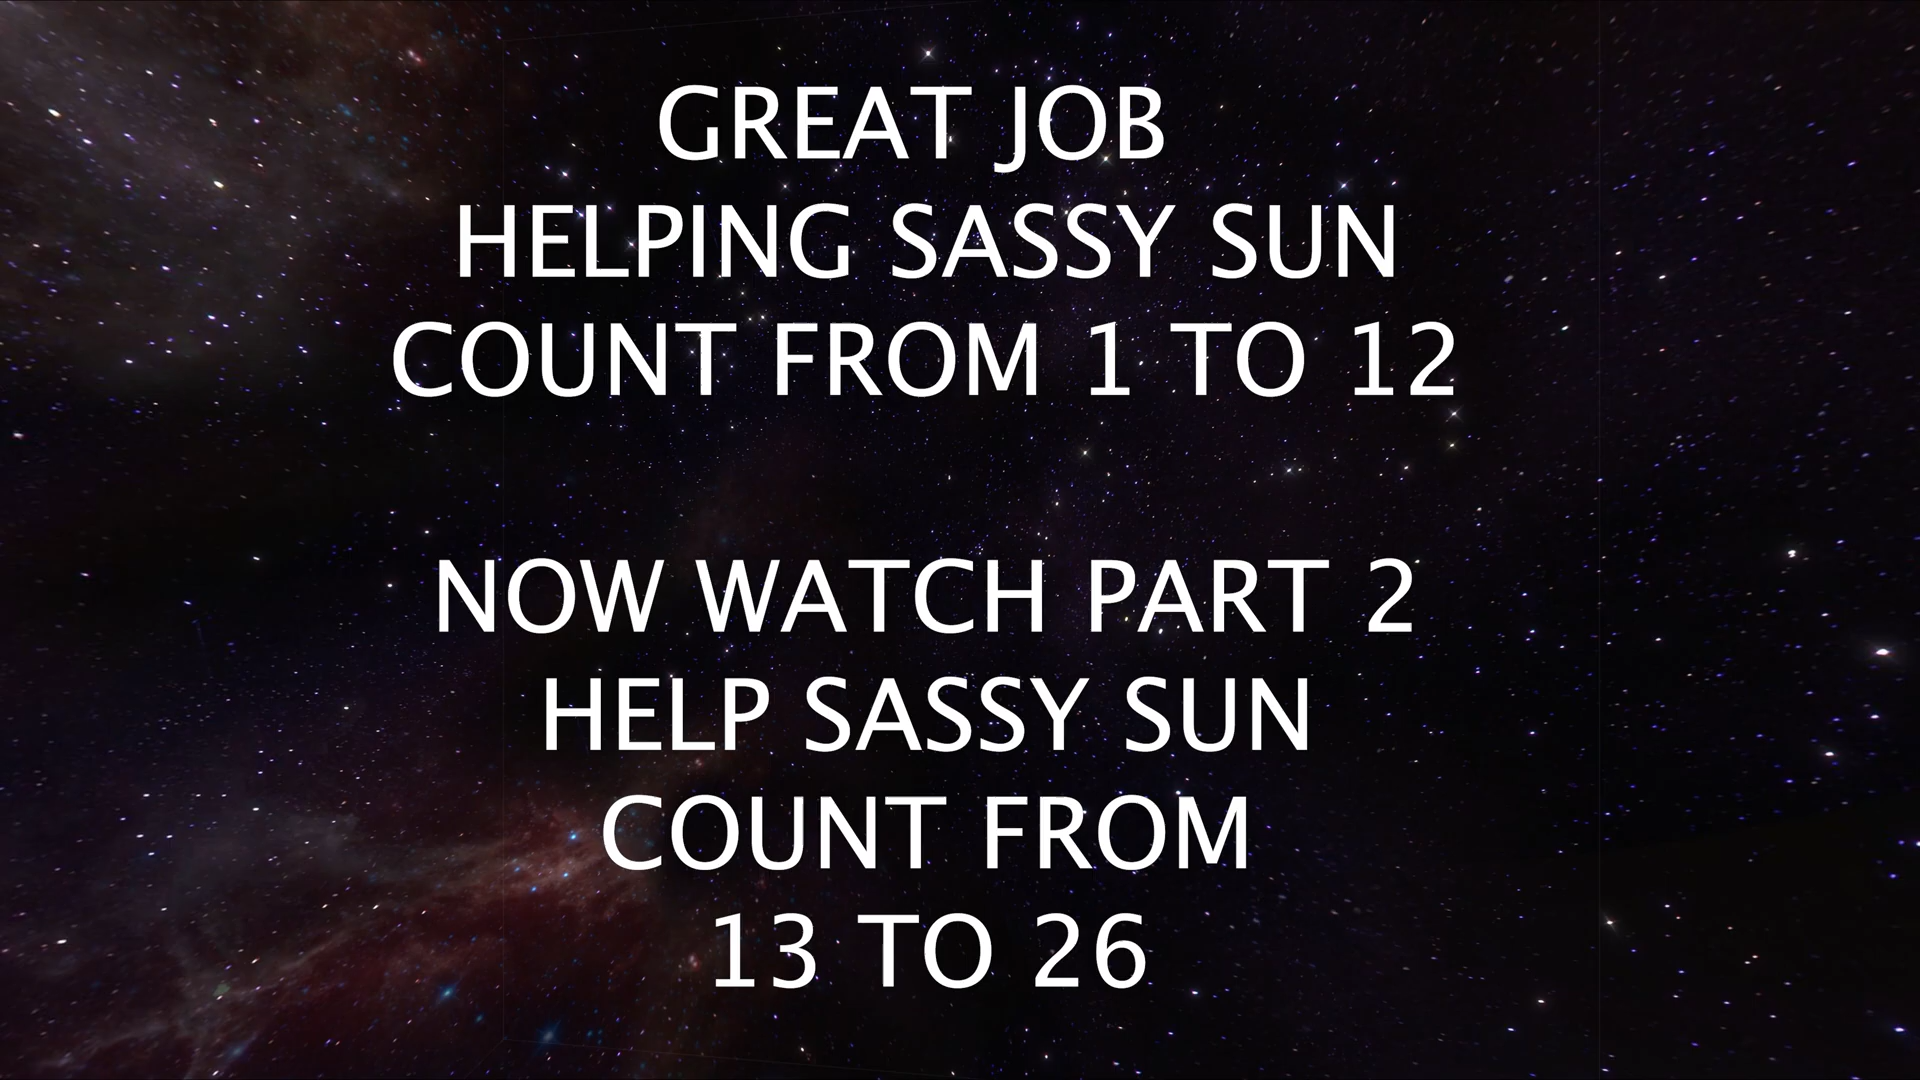 GREAT JOB
HELPING SASSY SUN
COUNT FROM 1 TO 12
NOW WATCH PART 2
HELP SASSY SUN
COUNT FROM
13 TO 26